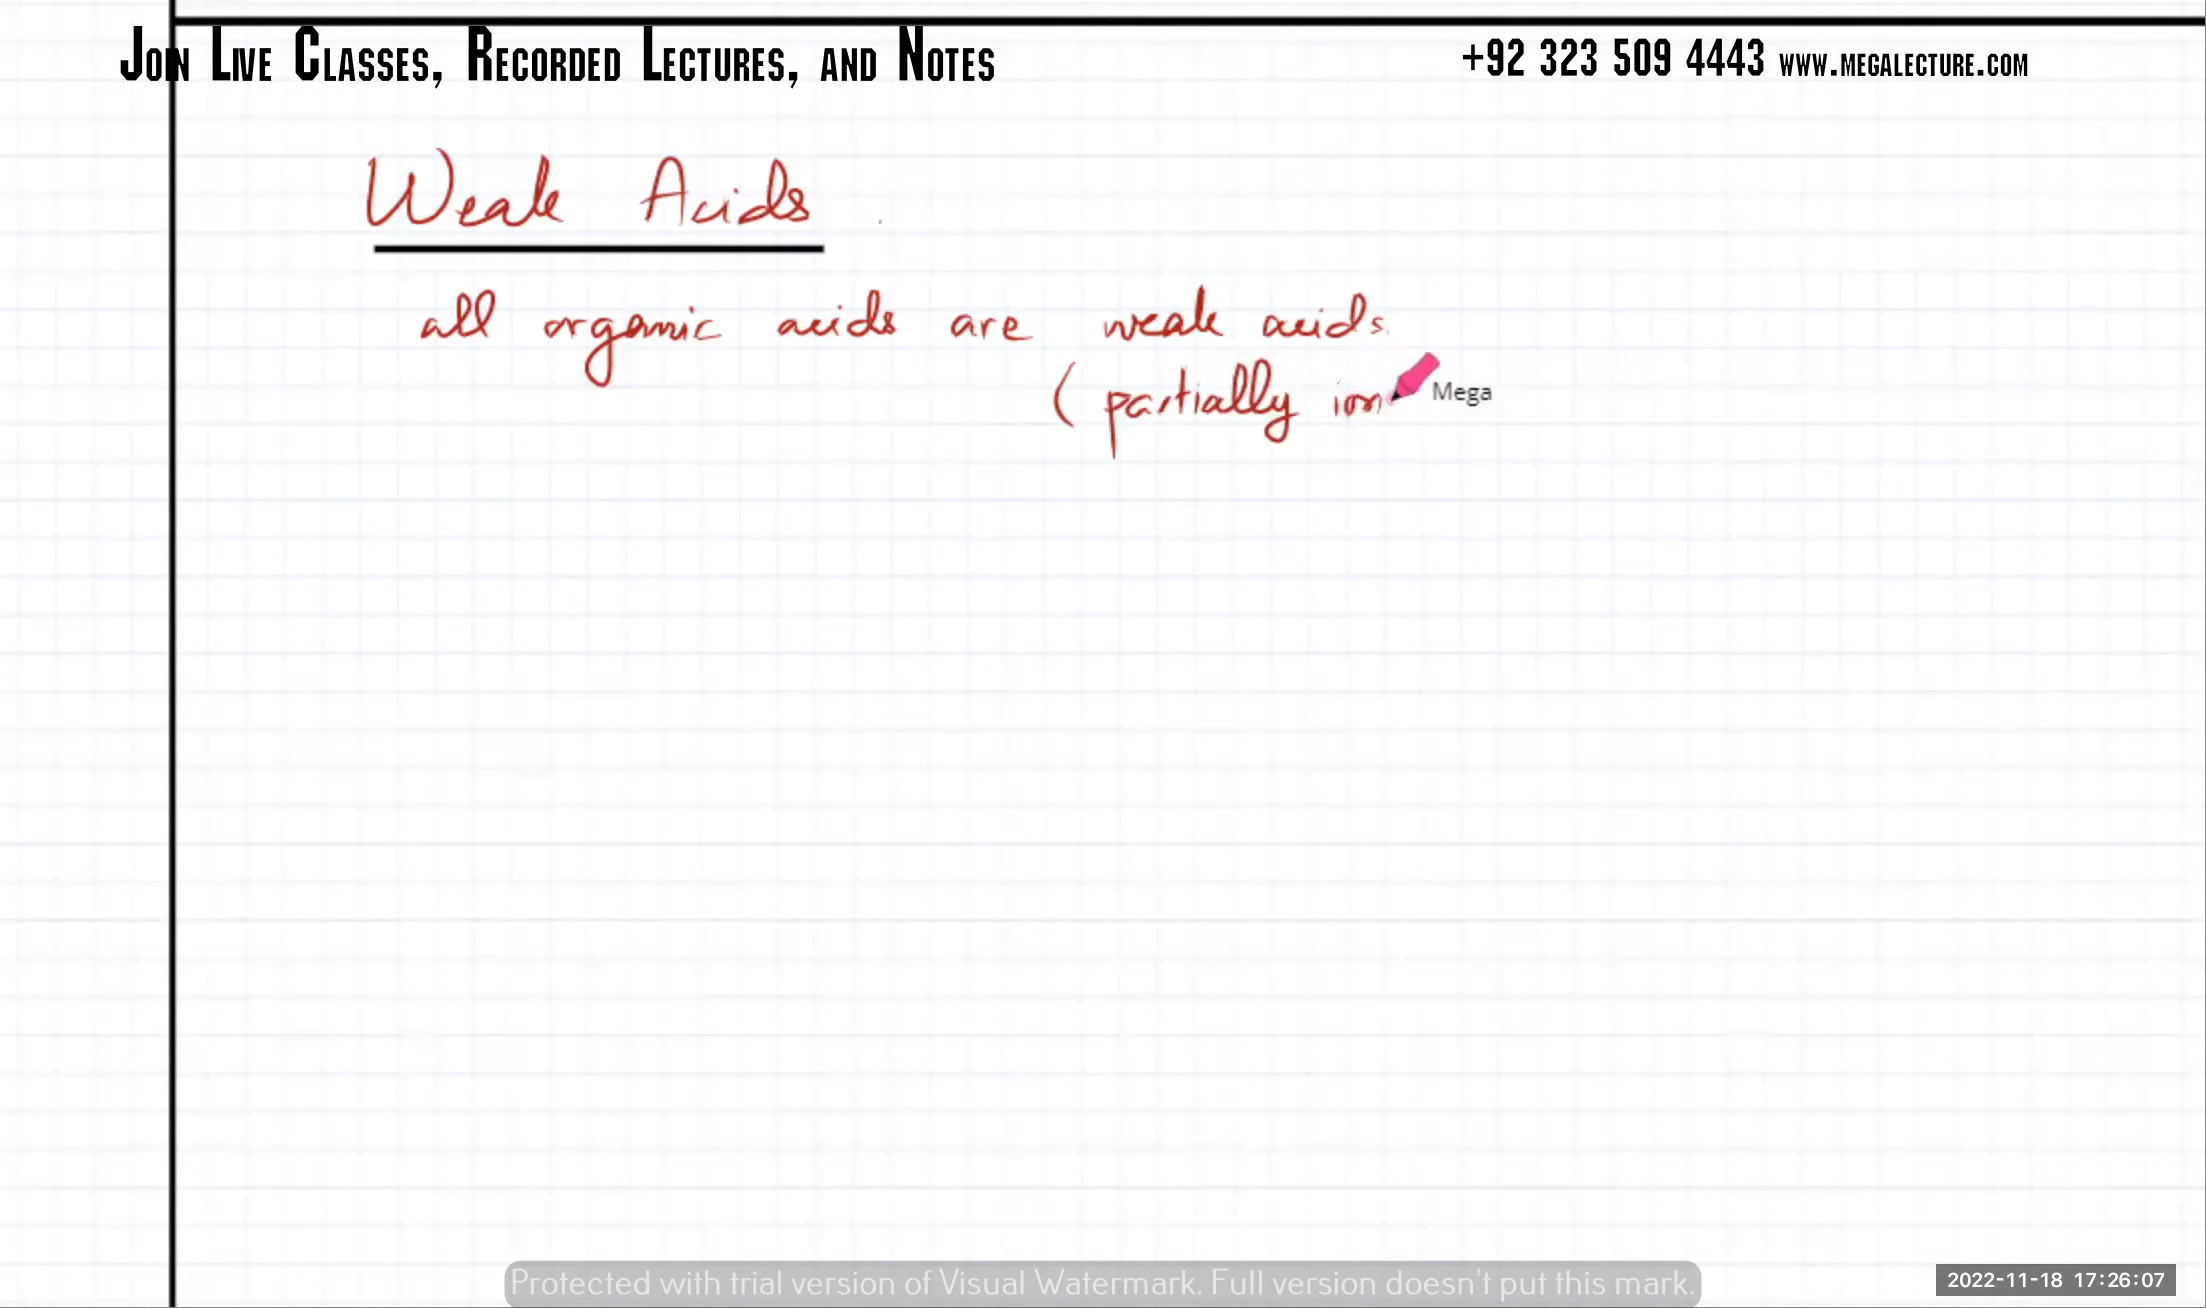 Join Live Classes, Recorded Lectures, and Notes
+92 323 509 4443 www.megalecture.com
Weak Acids
all organic acids are weak acids.
(partially ion
Mega
Protected with trial version of Visual Watermark. Full version doesn't put this mark.
2022-11-18 17:26:07